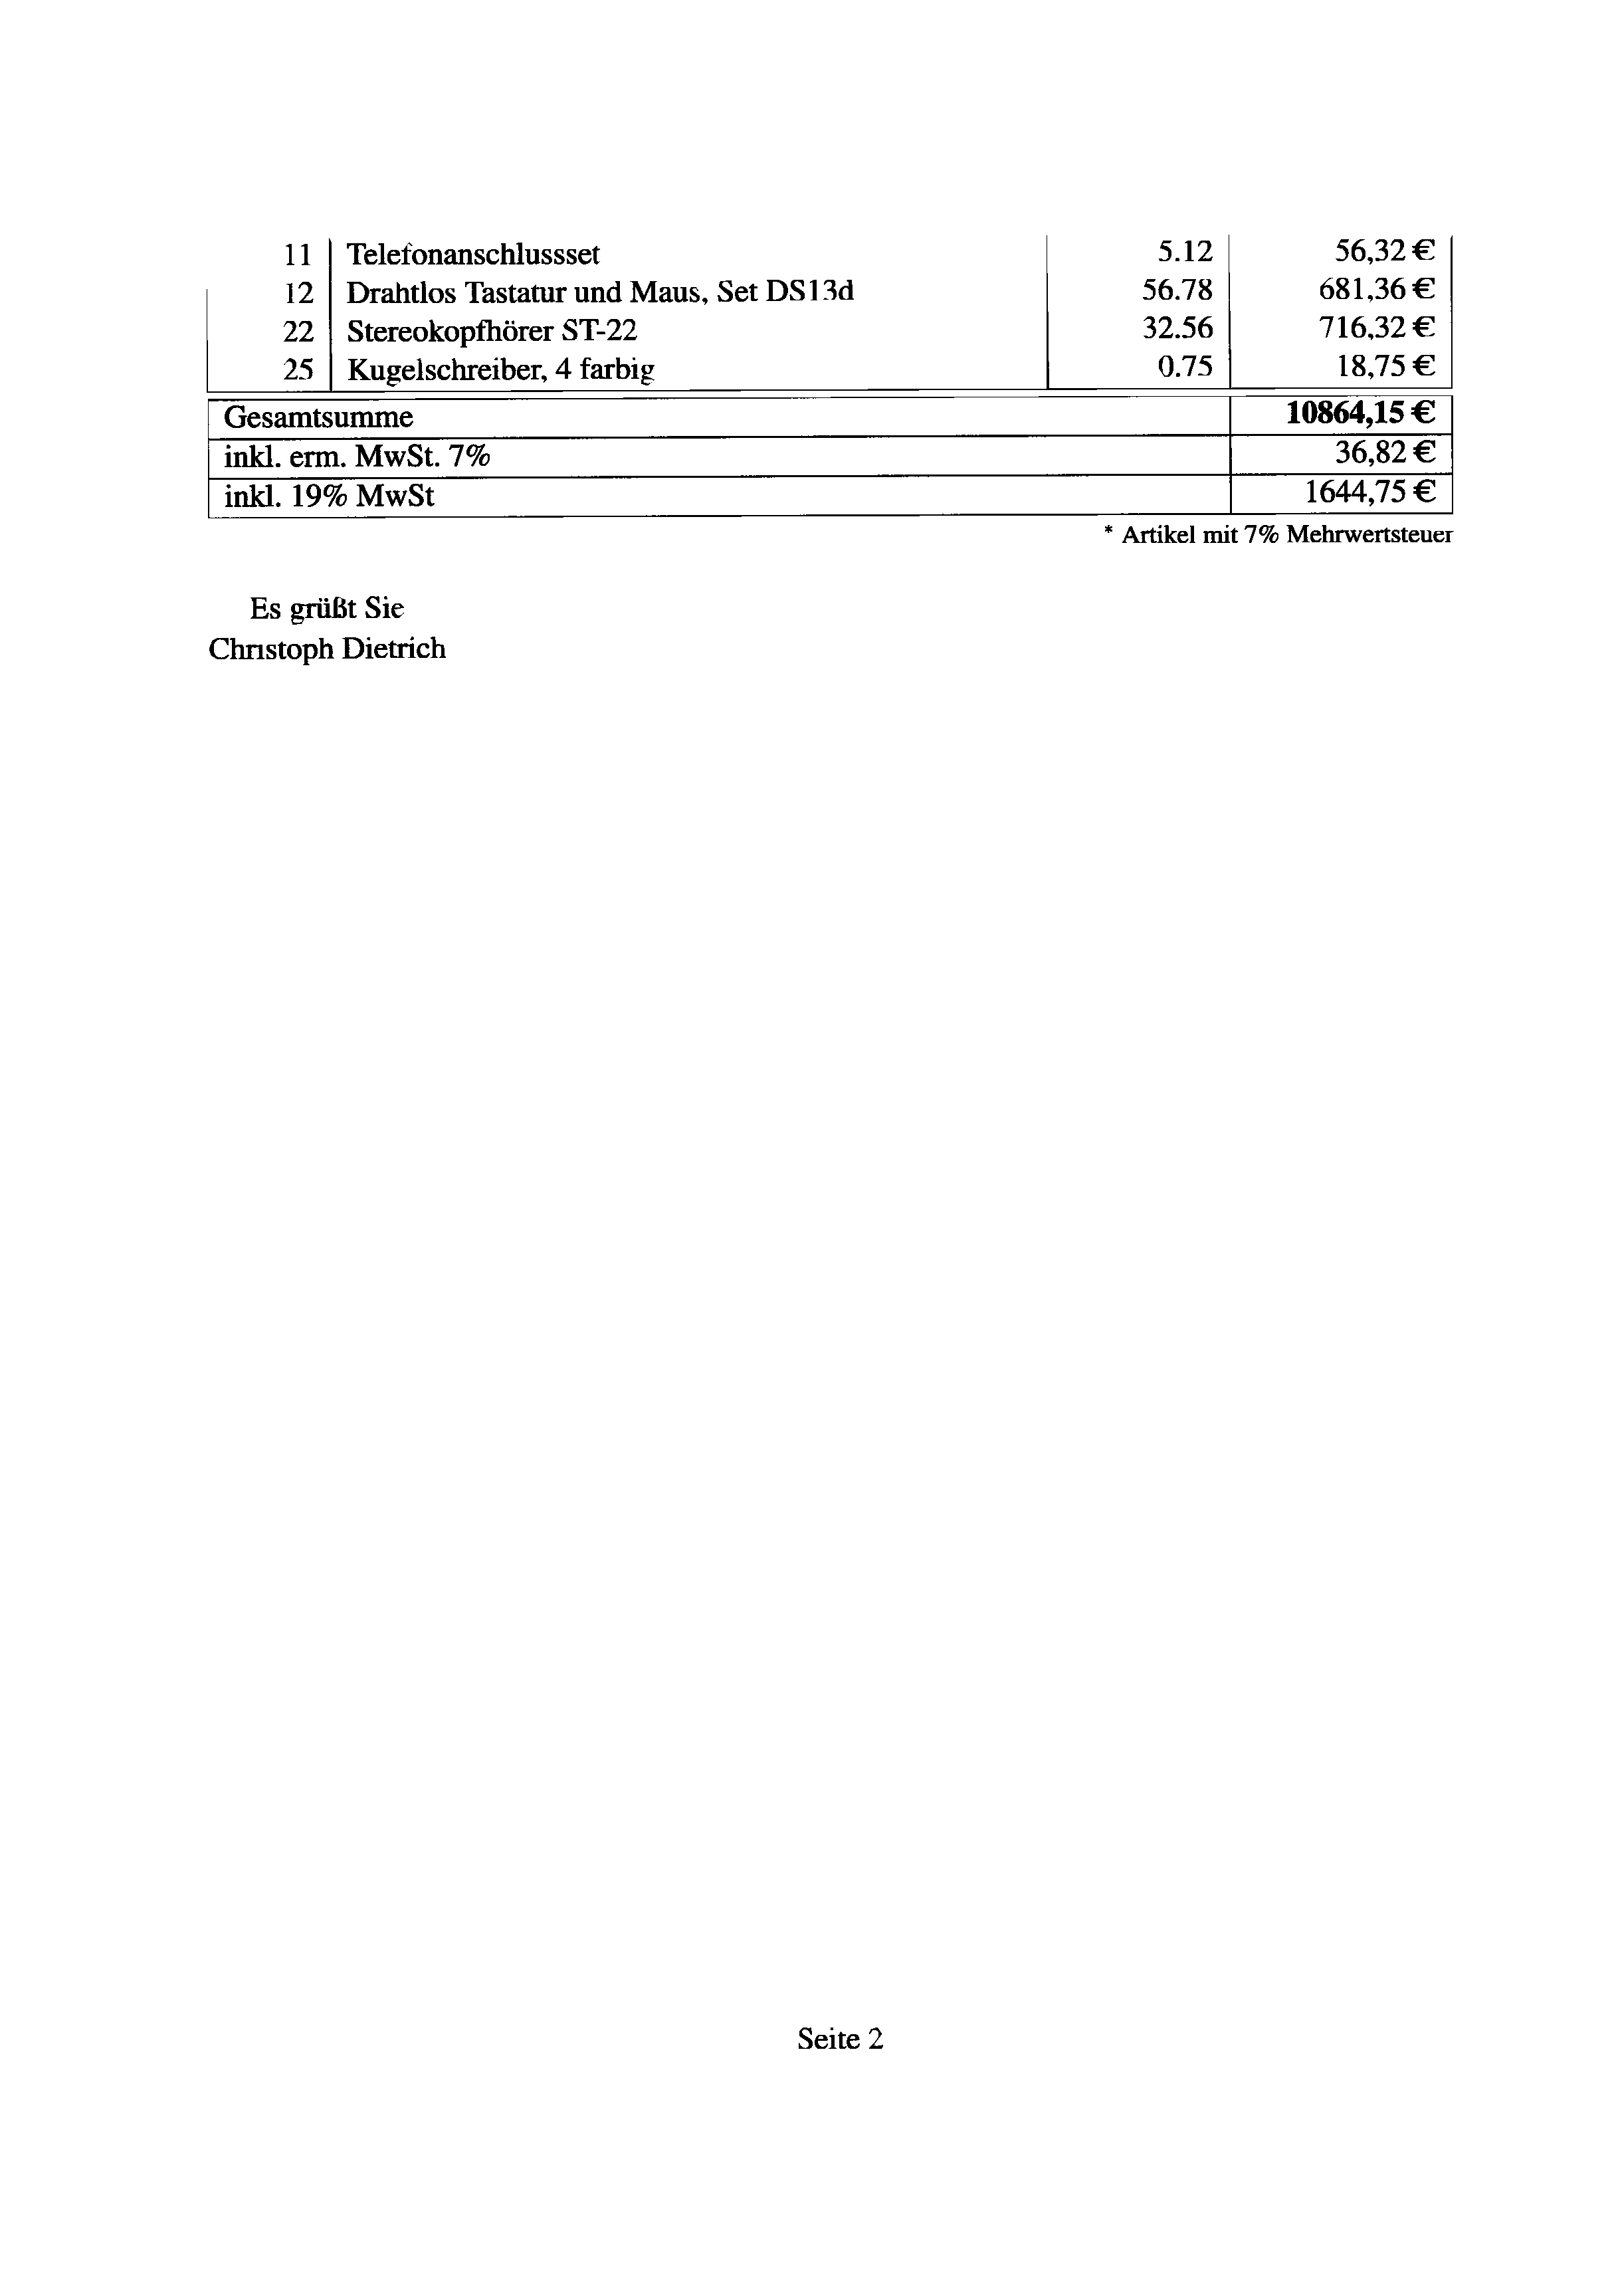 11 Telefonanschlussset 5.12 56,32 €
12 Drahtlos Tastatur und Maus, Set DS13d 56.78 681,36 €
22 Stereokopfhörer ST-22 32.56 716,32 €
25 Kugelschreiber, 4 farbig 0.75 18,75 €
Gesamtsumme 10864,15 €
inkl. erm. MwSt. 7% 36,82 €
inkl. 19% MwSt 1644,75 €
* Artikel mit 7% Mehrwertsteuer
Es grüßt Sie
Christoph Dietrich
Seite 2